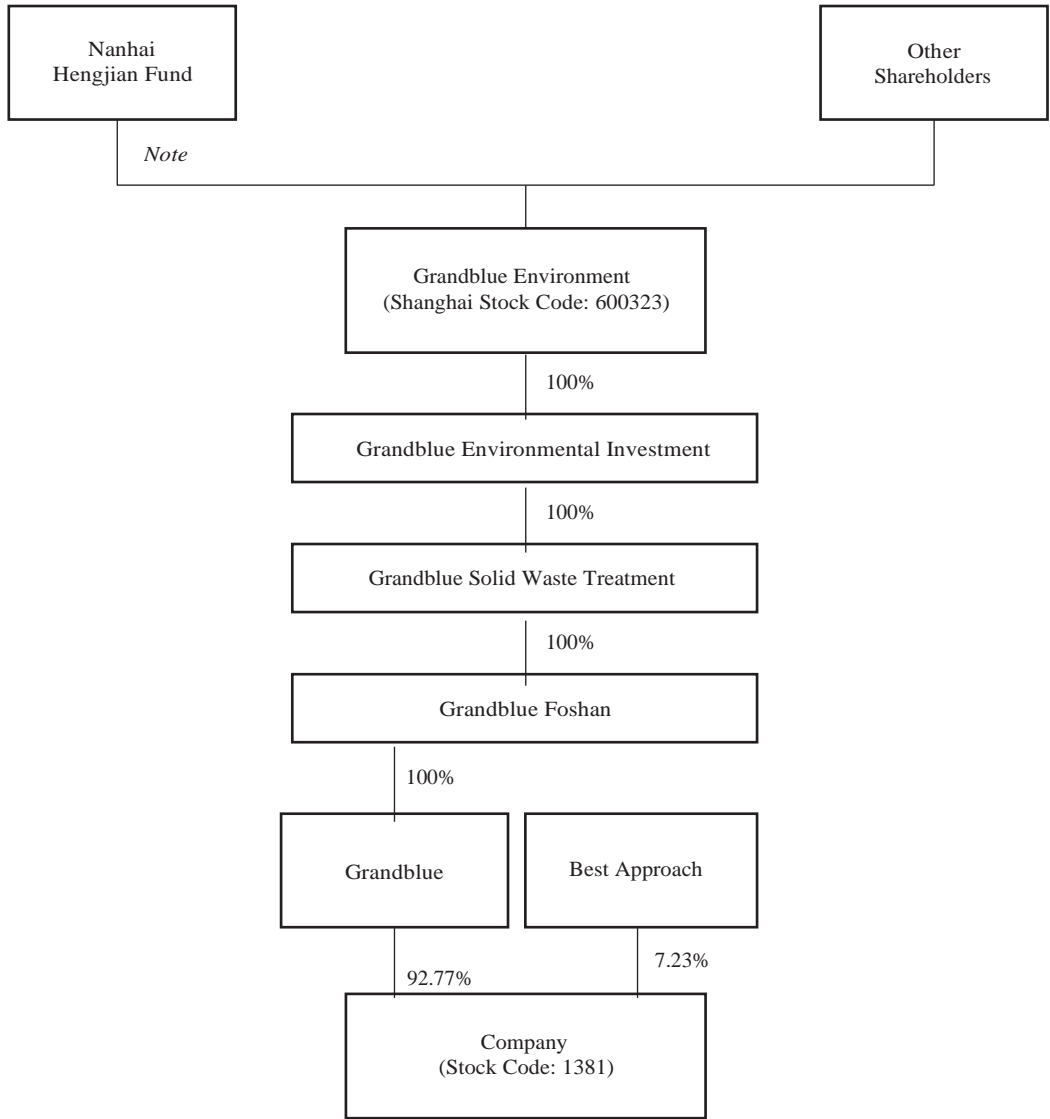 Nanhai
Hengjian Fund
Other
Shareholders
Note
Grandblue Environment
(Shanghai Stock Code: 600323)
100%
Grandblue Environmental Investment
100%
Grandblue Solid Waste Treatment
100%
Grandblue Foshan
100%
Grandblue
Best Approach
92.77%
7.23%
Company
(Stock Code: 1381)